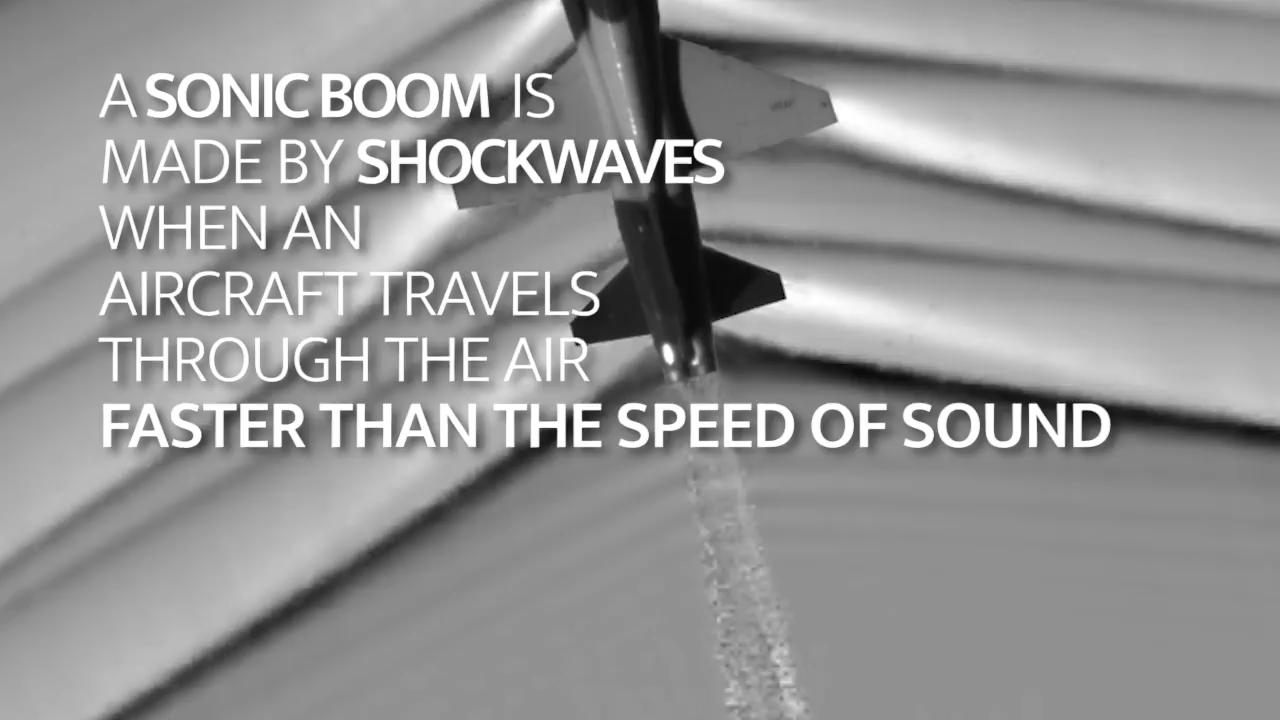 A SONIC BOOM IS
MADE BY SHOCKWAVES
WHEN AN
AIRCRAFT TRAVELS
THROUGH THE AIR
FASTER THAN THE SPEED OF SOUND